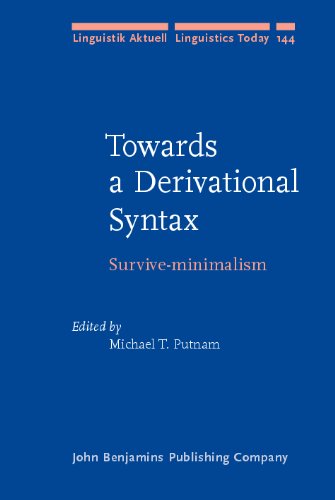 Linguistik Aktuell Linguistics Today 144
Towards
a Derivational
Syntax
Survive-minimalism
Edited by
Michael T. Putnam
John Benjamins Publishing Company